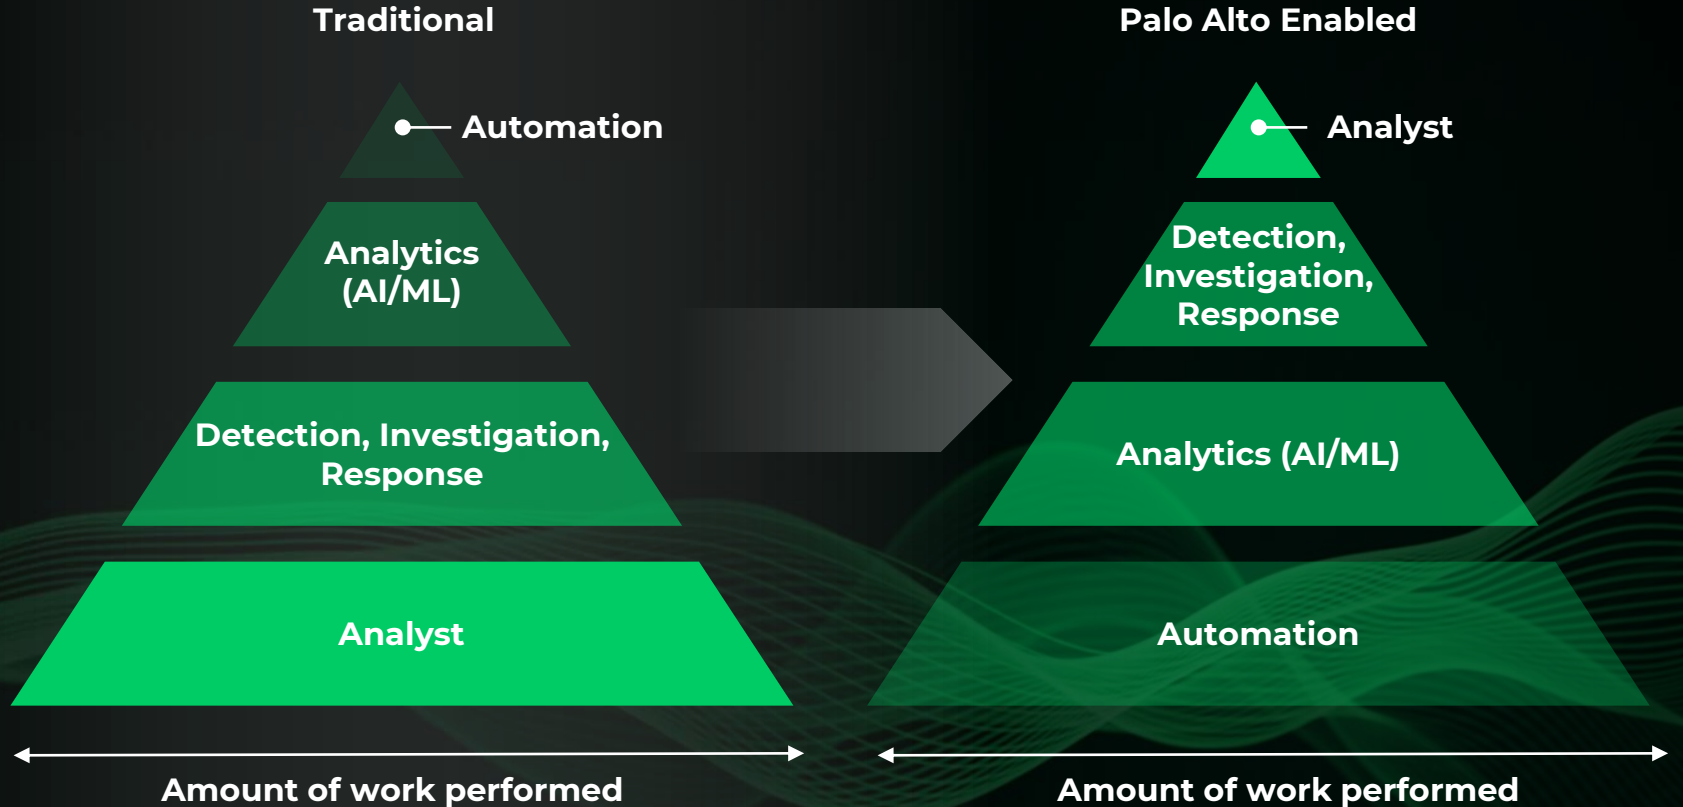 Traditional
Automation
Analytics
(AI/ML)
Detection, Investigation,
Response
Analyst
Amount of work performed
Palo Alto Enabled
Analyst
Detection,
Investigation,
Response
Analytics (AI/ML)
Automation
Amount of work performed